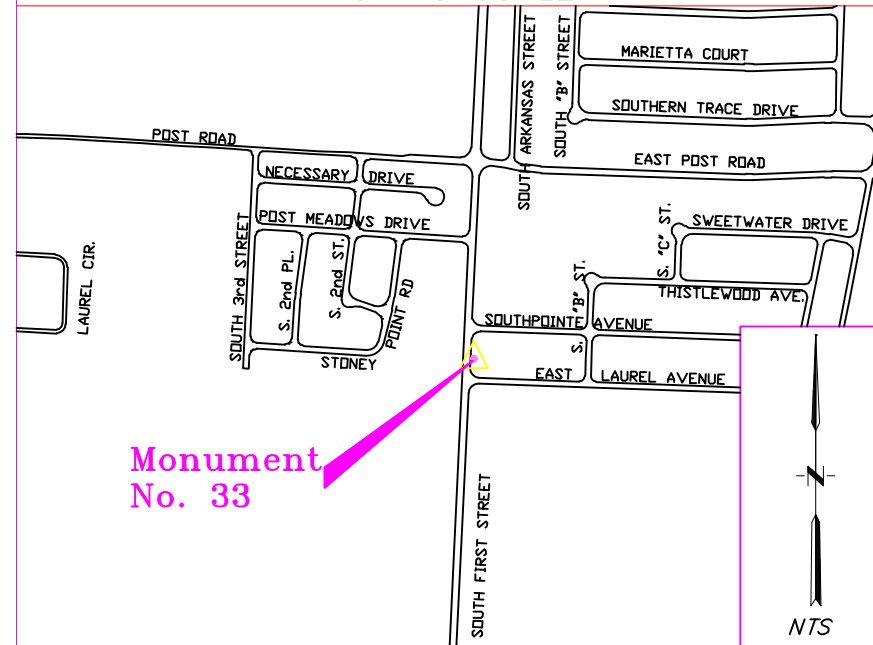 MARIETTA COURT
SOUTH ARKANSAS STREET
SOUTH "B" STREET
SOUTHERN TRACE DRIVE
POST ROAD
EAST POST ROAD
NECESSARY DRIVE
POST MEADOWS DRIVE
SWEETWATER DRIVE
S. "C" ST.
LAUREL CIR.
SOUTH 3rd STREET
S. 2nd PL.
S. 2nd ST.
POINT RD
S. "B" ST.
THISTLEWOOD AVE.
SOUTHPOINTE AVENUE
STONEY
EAST LAUREL AVENUE
Monument
No. 33
SOUTH FIRST STREET
N
NTS